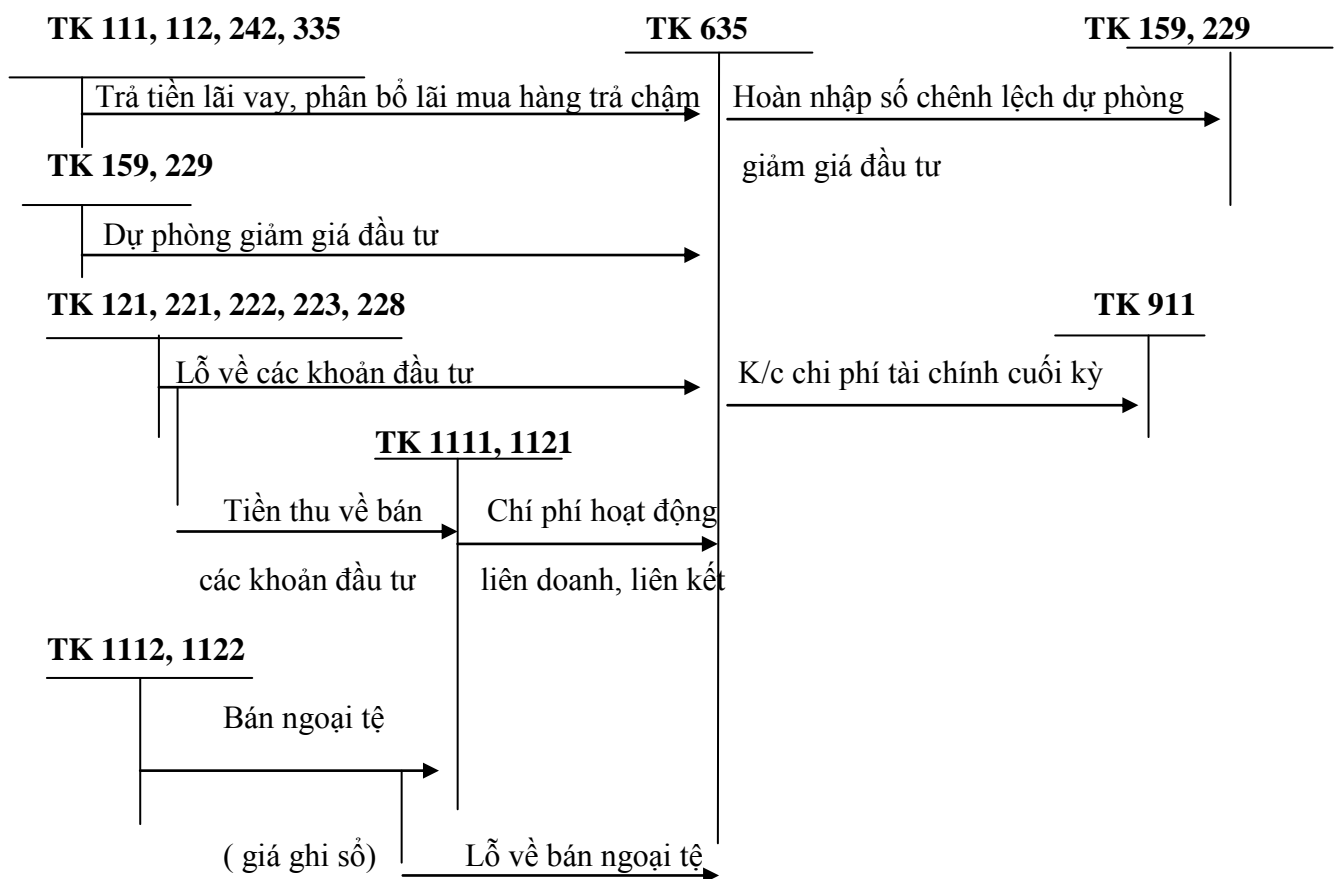 TK 111, 112, 242, 335 TK 635 TK 159, 229
Trả tiền lãi vay, phân bổ lãi mua hàng trả chậm Hoàn nhập số chênh lệch dự phòng
TK 159, 229 giảm giá đầu tư
Dự phòng giảm giá đầu tư
TK 121, 221, 222, 223, 228 TK 911
Lỗ về các khoản đầu tư K/c chi phí tài chính cuối kỳ
TK 1111, 1121
Tiền thu về bán Chí phí hoạt động
các khoản đầu tư liên doanh, liên kết
TK 1112, 1122
Bán ngoại tệ
( giá ghi sổ) Lỗ về bán ngoại tệ